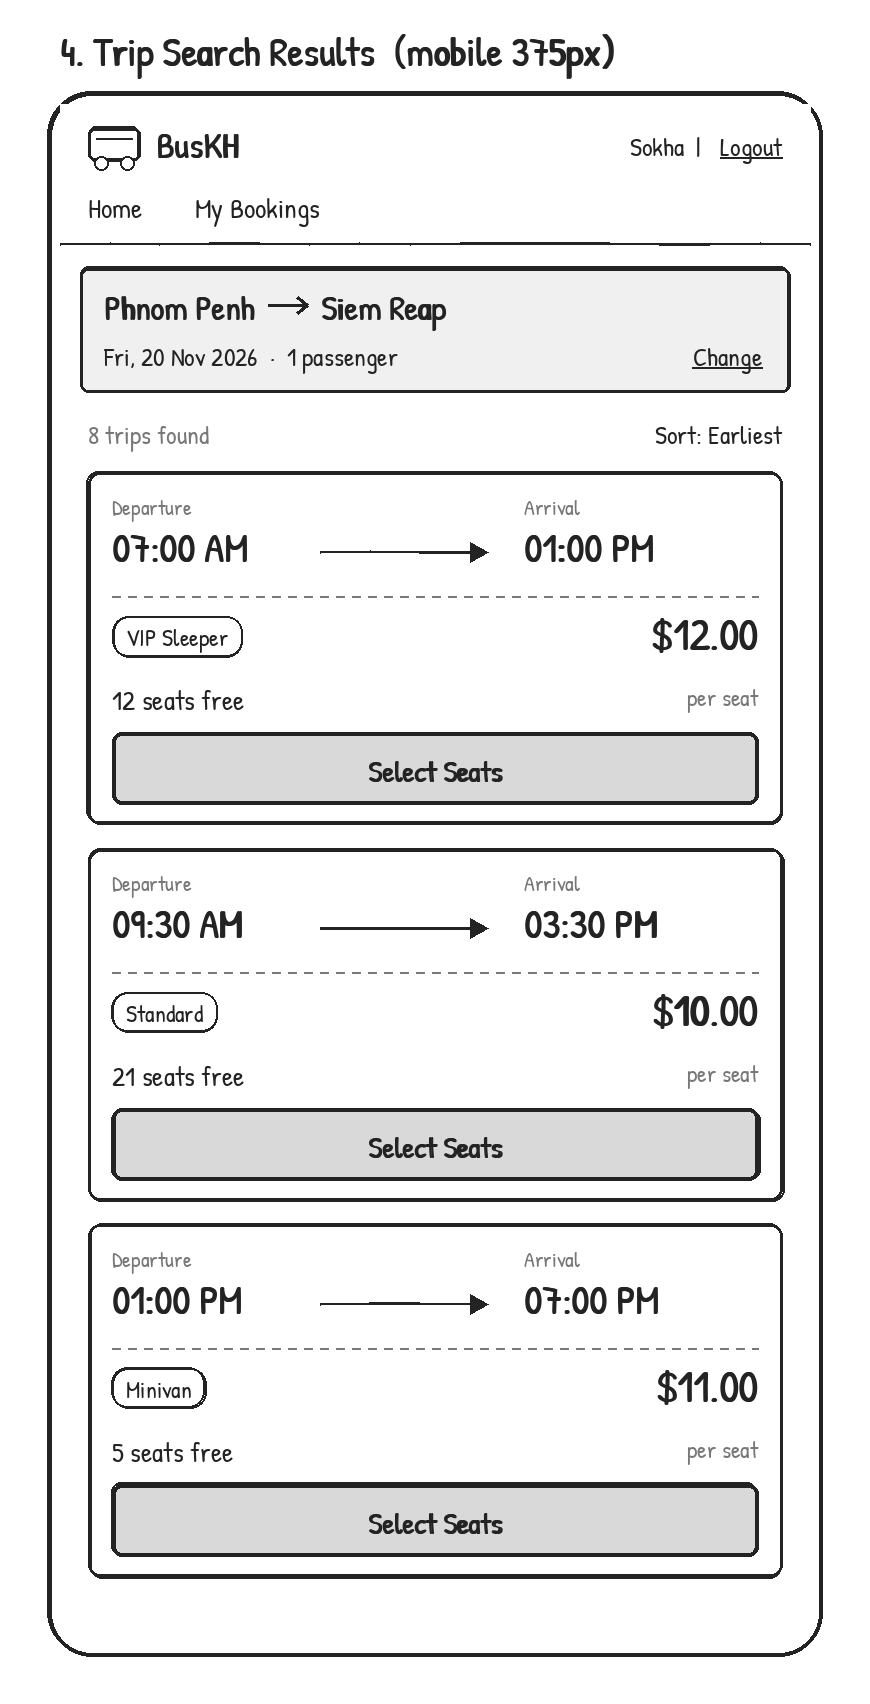 4. Trip Search Results (mobile 375px)
BusKH
Sokha | Logout
Home My Bookings
Phnom Penh → Siem Reap
Fri, 20 Nov 2026 · 1 passenger
Change
8 trips found
Sort: Earliest
Departure Arrival
07:00 AM 01:00 PM
VIP Sleeper $12.00
12 seats free per seat
Select Seats
Departure Arrival
09:30 AM 03:30 PM
Standard $10.00
21 seats free per seat
Select Seats
Departure Arrival
01:00 PM 07:00 PM
Minivan $11.00
5 seats free per seat
Select Seats